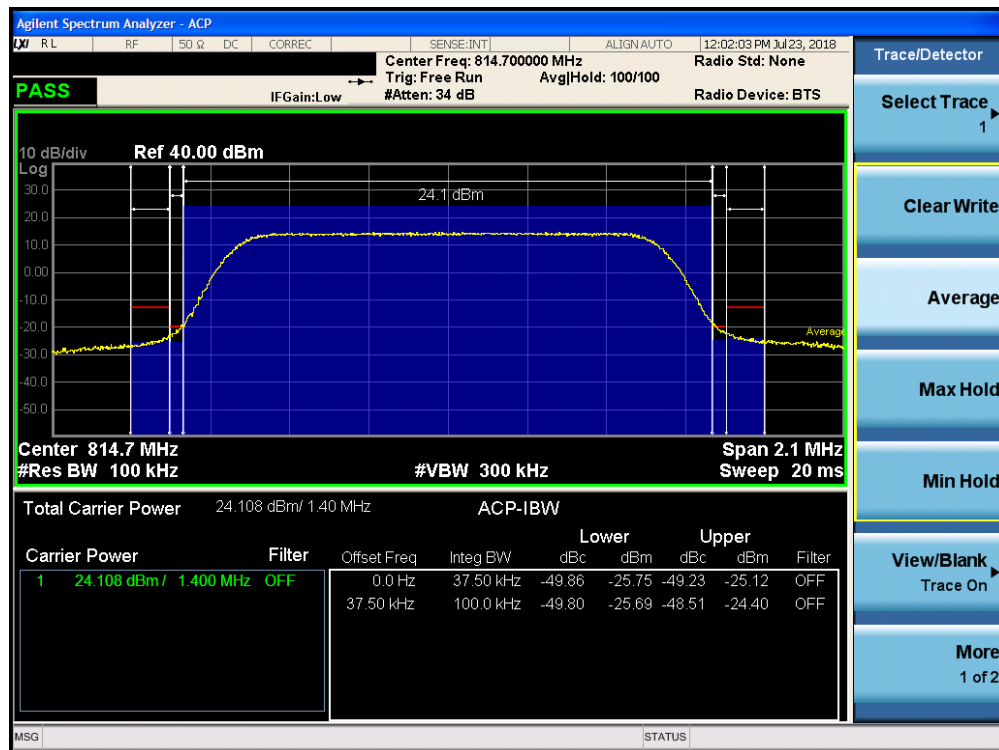 Agilent Spectrum Analyzer - ACP
LXI RL RF 50 Ω DC CORREC SENSE:INT ALIGN AUTO 12:02:03 PM Jul 23, 2018
Center Freq: 814.700000 MHz Radio Std: None
Trig: Free Run Avg|Hold: 100/100
PASS IFGain:Low #Atten: 34 dB Radio Device: BTS
10 dB/div Ref 40.00 dBm
Log
30.0
24.1 dBm
20.0
10.0
0.00
-10.0
-20.0
Average
-30.0
-40.0
-50.0
Center 814.7 MHz Span 2.1 MHz
#Res BW 100 kHz #VBW 300 kHz Sweep 20 ms
Total Carrier Power 24.108 dBm/ 1.40 MHz ACP-IBW
Lower Upper
Carrier Power Filter Offset Freq Integ BW dBc dBm dBc dBm Filter
1 24.108 dBm / 1.400 MHz OFF 0.0 Hz 37.50 kHz -49.86 -25.75 -49.23 -25.12 OFF
37.50 kHz 100.0 kHz -49.80 -25.69 -48.51 -24.40 OFF
MSG STATUS
Trace/Detector
Select Trace
1
Clear Write
Average
Max Hold
Min Hold
View/Blank
Trace On
More
1 of 2